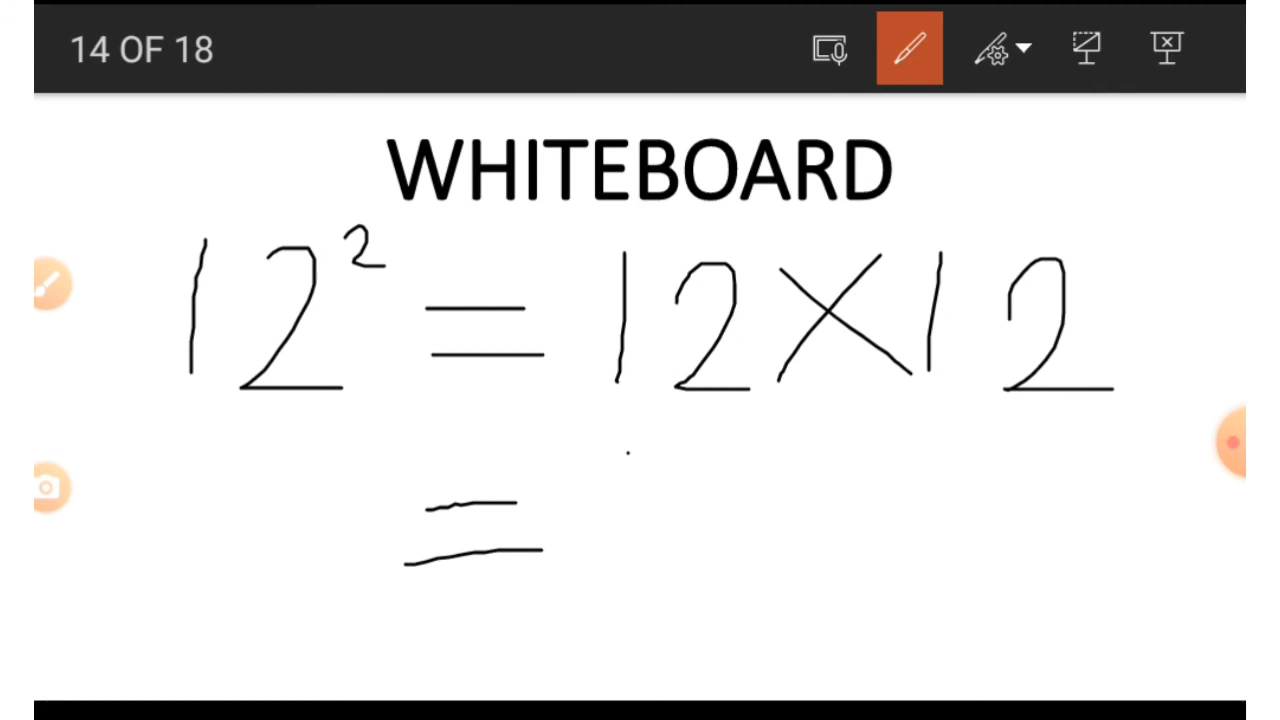 14 OF 18
WHITEBOARD
12² = 12×12
=